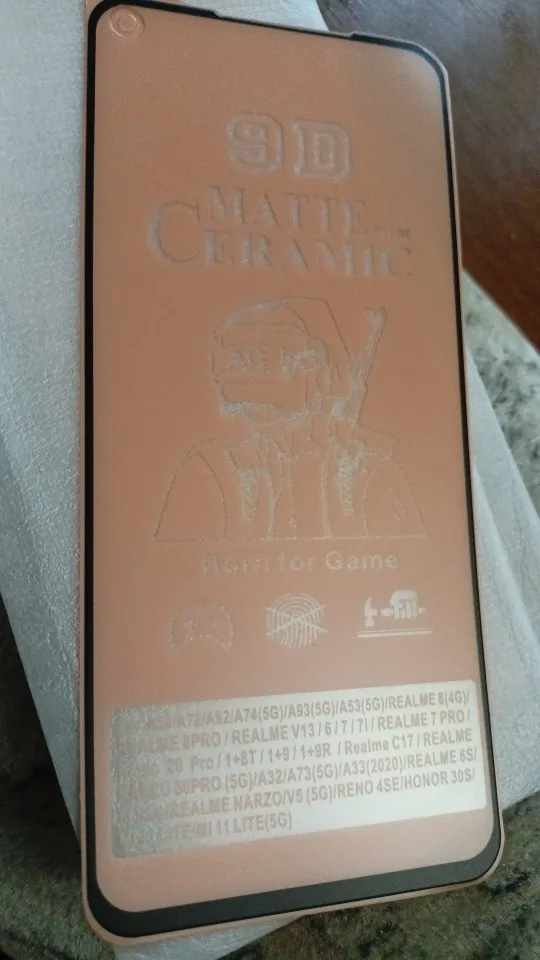 9D
MATTE
CERAMIC
Born for Game
/A72/A92/A74(5G)/A93(5G)/A53(5G)/REALME 8(4G)/
REALME 8PRO / REALME V13 / 6 / 7 / 7I / REALME 7 PRO /
20 Pro / 1+8T / 1+9 / 1+9R / Realme C17 / REALME
50PRO (5G)/A32/A73(5G)/A33(2020)/REALME 6S/
/REALME NARZO/V5 (5G)/RENO 4SE/HONOR 30S/
/MI 11 LITE(5G)